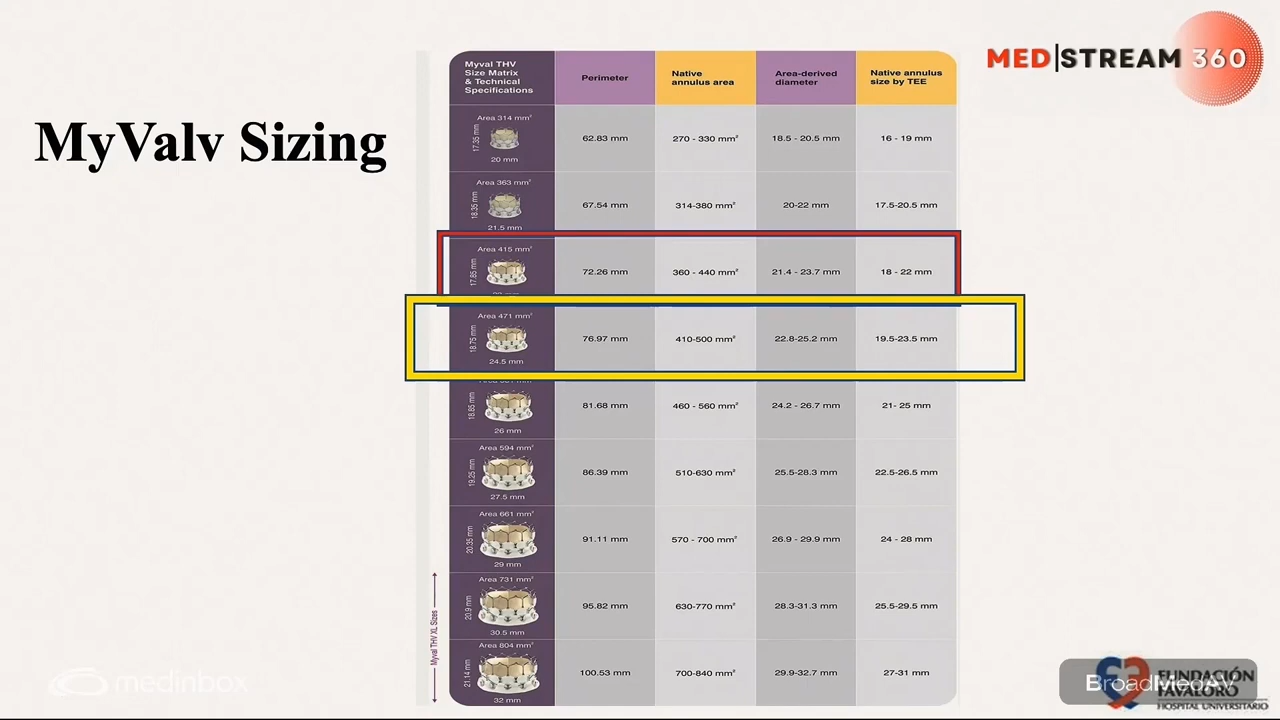 MED|STREAM 360
MyValv Sizing
Myval THV
Size Matrix
& Technical
Specifications
Perimeter
Native
annulus area
Area-derived
diameter
Native annulus
size by TEE
Area 314 mm²
17.35 mm
20 mm
62.83 mm
270 - 330 mm²
18.5 - 20.5 mm
16 - 19 mm
Area 363 mm²
18.35 mm
21.5 mm
67.54 mm
314-380 mm²
20-22 mm
17.5-20.5 mm
Area 415 mm²
17.85 mm
72.26 mm
360 - 440 mm²
21.4 - 23.7 mm
18 - 22 mm
Area 471 mm²
18.75 mm
24.5 mm
76.97 mm
410-500 mm²
22.8-25.2 mm
19.5-23.5 mm
18.85 mm
26 mm
81.68 mm
460 - 560 mm²
24.2 - 26.7 mm
21- 25 mm
Area 594 mm²
19.25 mm
27.5 mm
86.39 mm
510-630 mm²
25.5-28.3 mm
22.5-26.5 mm
Area 661 mm²
20.35 mm
29 mm
91.11 mm
570 - 700 mm²
26.9 - 29.9 mm
24 - 28 mm
Area 731 mm²
20.9 mm
30.5 mm
95.82 mm
630-770 mm²
28.3-31.3 mm
25.5-29.5 mm
Area 804 mm²
21.14 mm
32 mm
100.53 mm
700-840 mm²
29.9-32.7 mm
27-31 mm
Myval THV XL Sizes
medinbox
BroadMedAV
FUNDACIÓN
FAVALORO
HOSPITAL UNIVERSITARIO